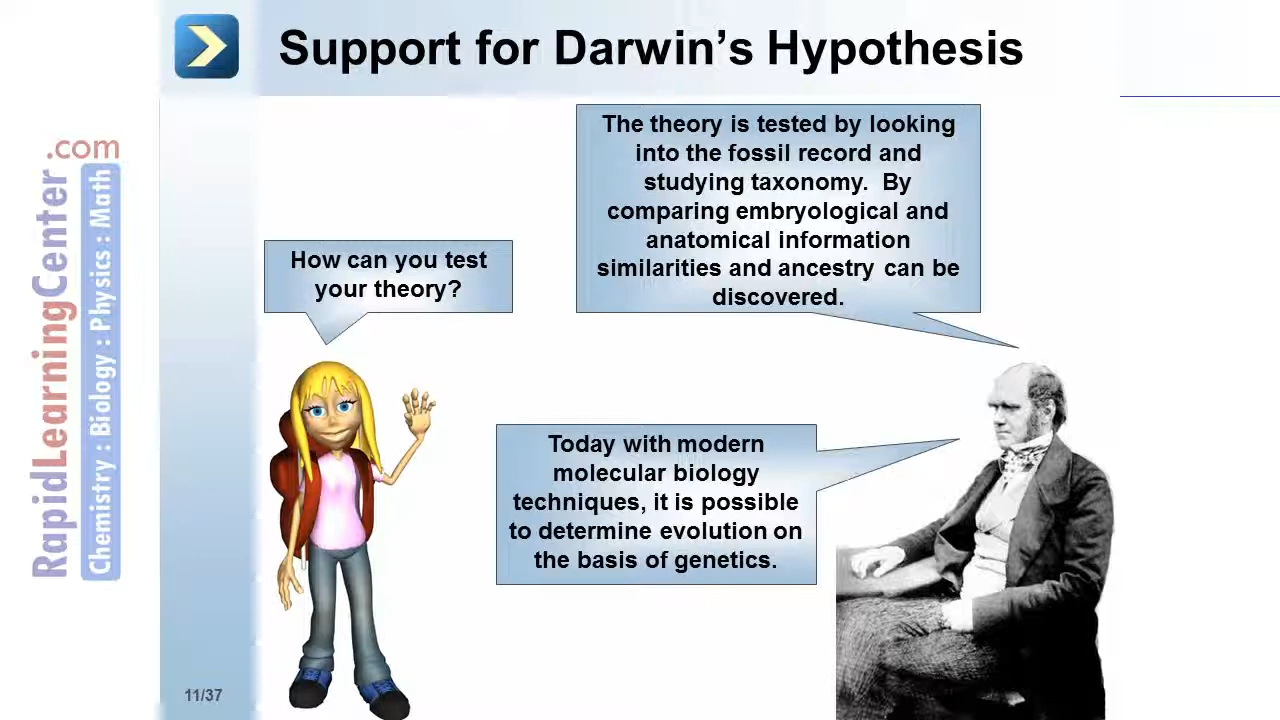 Support for Darwin's Hypothesis
The theory is tested by looking
into the fossil record and
studying taxonomy.  By
comparing embryological and
anatomical information
similarities and ancestry can be
discovered.
How can you test
your theory?
Today with modern
molecular biology
techniques, it is possible
to determine evolution on
the basis of genetics.
RapidLearningCenter.com
Chemistry : Biology : Physics : Math
11/37